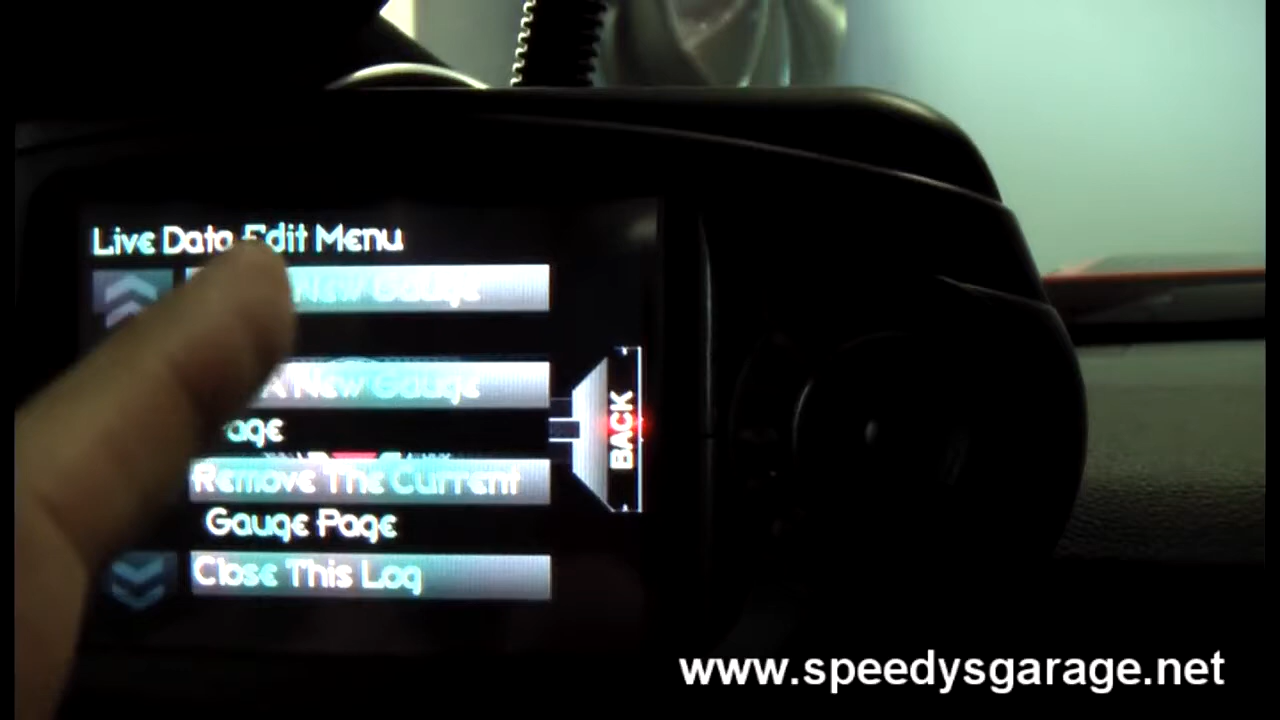 Live Data Edit Menu
New Gauge
A New Gauge
age
Remove The Current
Gauge Page
Close This Log
BACK
www.speedysgarage.net